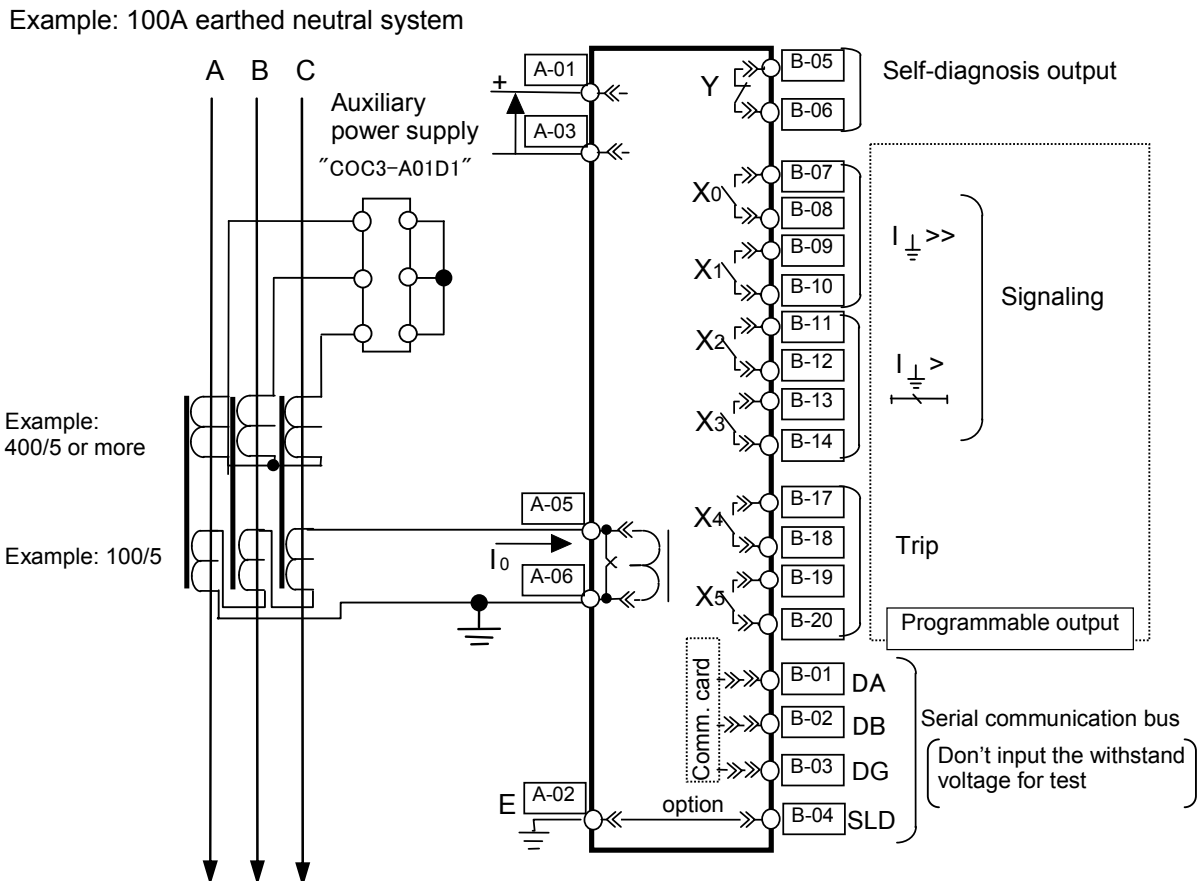 Example: 100A earthed neutral system
A B C
Auxiliary
power supply
"COC3-A01D1"
+
A-01
A-03
Example:
400/5 or more
Example: 100/5
A-05
I0
A-06
E
A-02
option
Y
X0
X1
X2
X3
X4
X5
Comm. card
B-05
B-06
B-07
B-08
B-09
B-10
B-11
B-12
B-13
B-14
B-17
B-18
B-19
B-20
B-01 DA
B-02 DB
B-03 DG
B-04 SLD
Self-diagnosis output
I >>
I >
Signaling
Trip
Programmable output
Serial communication bus
Don't input the withstand
voltage for test